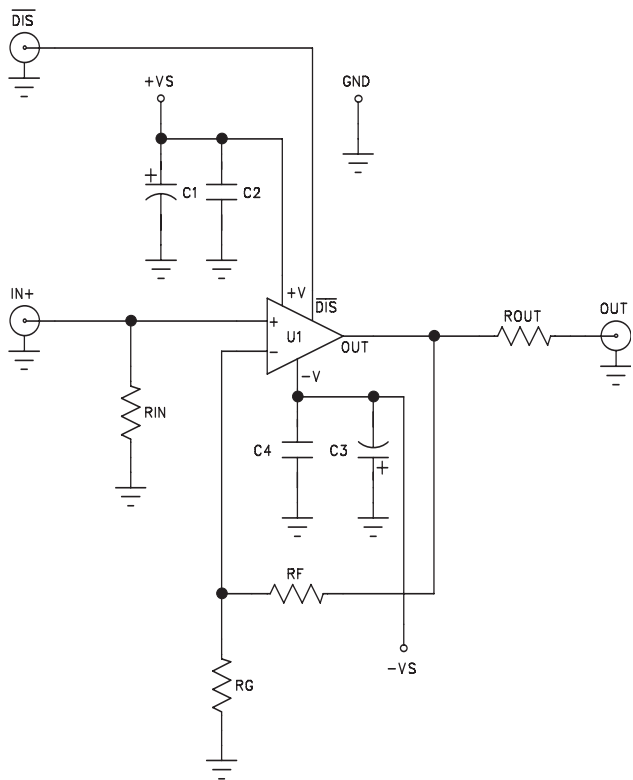 DIS
+VS
GND
+
C1
C2
IN+
+V
DIS
+
U1
−
OUT
−V
ROUT
OUT
RIN
C4
C3
+
RF
−VS
RG